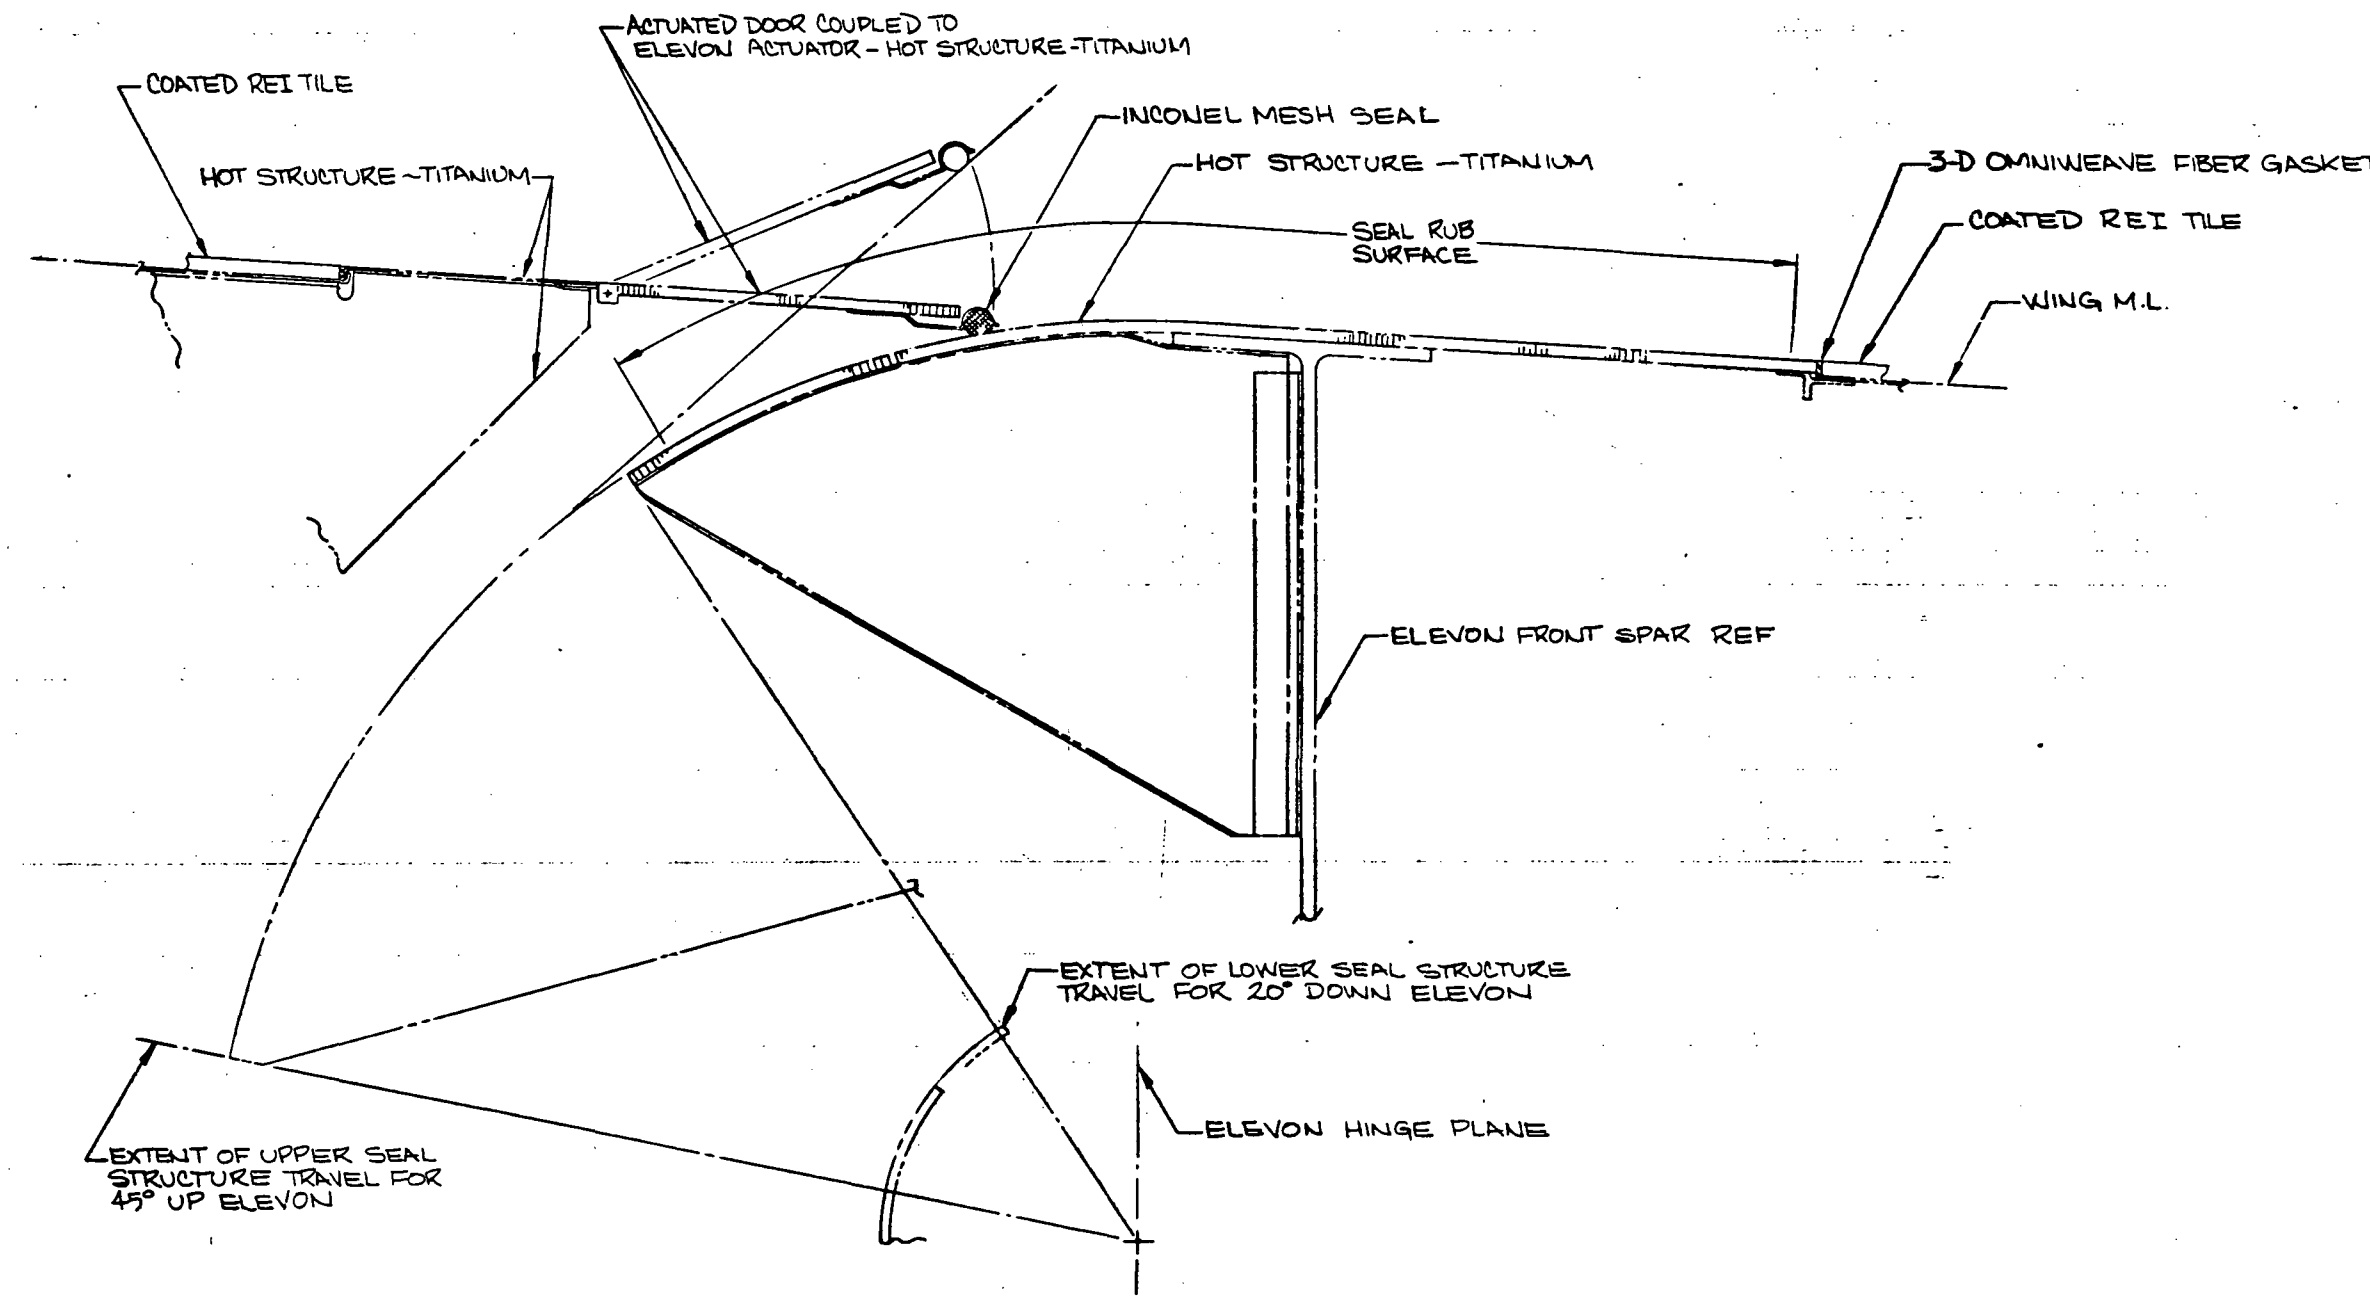 ACTUATED DOOR COUPLED TO
ELEVON ACTUATOR - HOT STRUCTURE - TITANIUM
COATED REI TILE
HOT STRUCTURE ~ TITANIUM
INCONEL MESH SEAL
HOT STRUCTURE - TITANIUM
3-D OMNIWEAVE FIBER GASKET
COATED REI TILE
SEAL RUB
SURFACE
WING M.L.
ELEVON FRONT SPAR REF
EXTENT OF LOWER SEAL STRUCTURE
TRAVEL FOR 20° DOWN ELEVON
ELEVON HINGE PLANE
EXTENT OF UPPER SEAL
STRUCTURE TRAVEL FOR
45° UP ELEVON